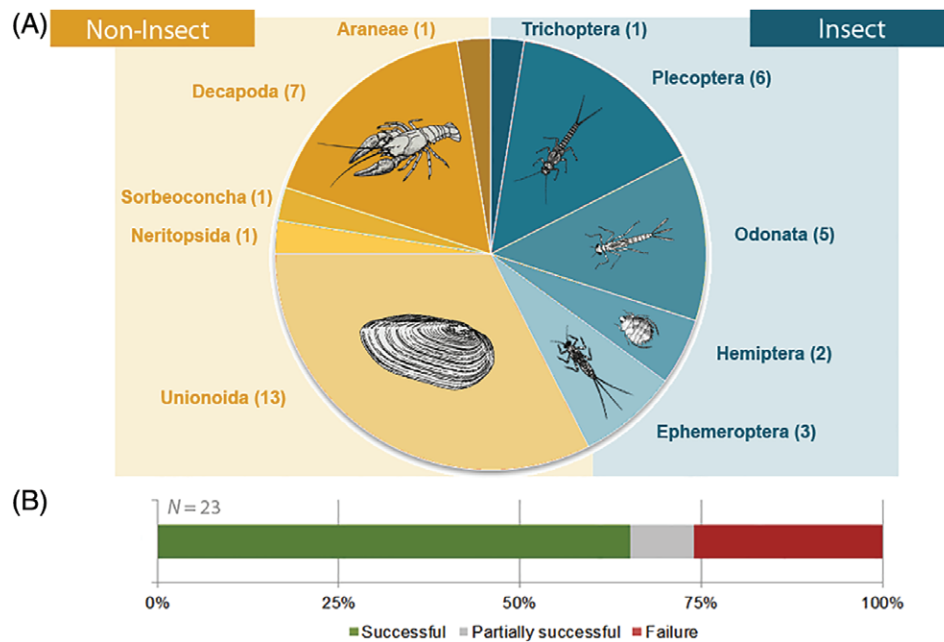 (A)
Non-Insect
Insect
Araneae (1)
Trichoptera (1)
Decapoda (7)
Plecoptera (6)
Sorbeoconcha (1)
Neritopsida (1)
Odonata (5)
Hemiptera (2)
Unionoida (13)
Ephemeroptera (3)
(B)
N = 23
0%
25%
50%
75%
100%
Successful
Partially successful
Failure